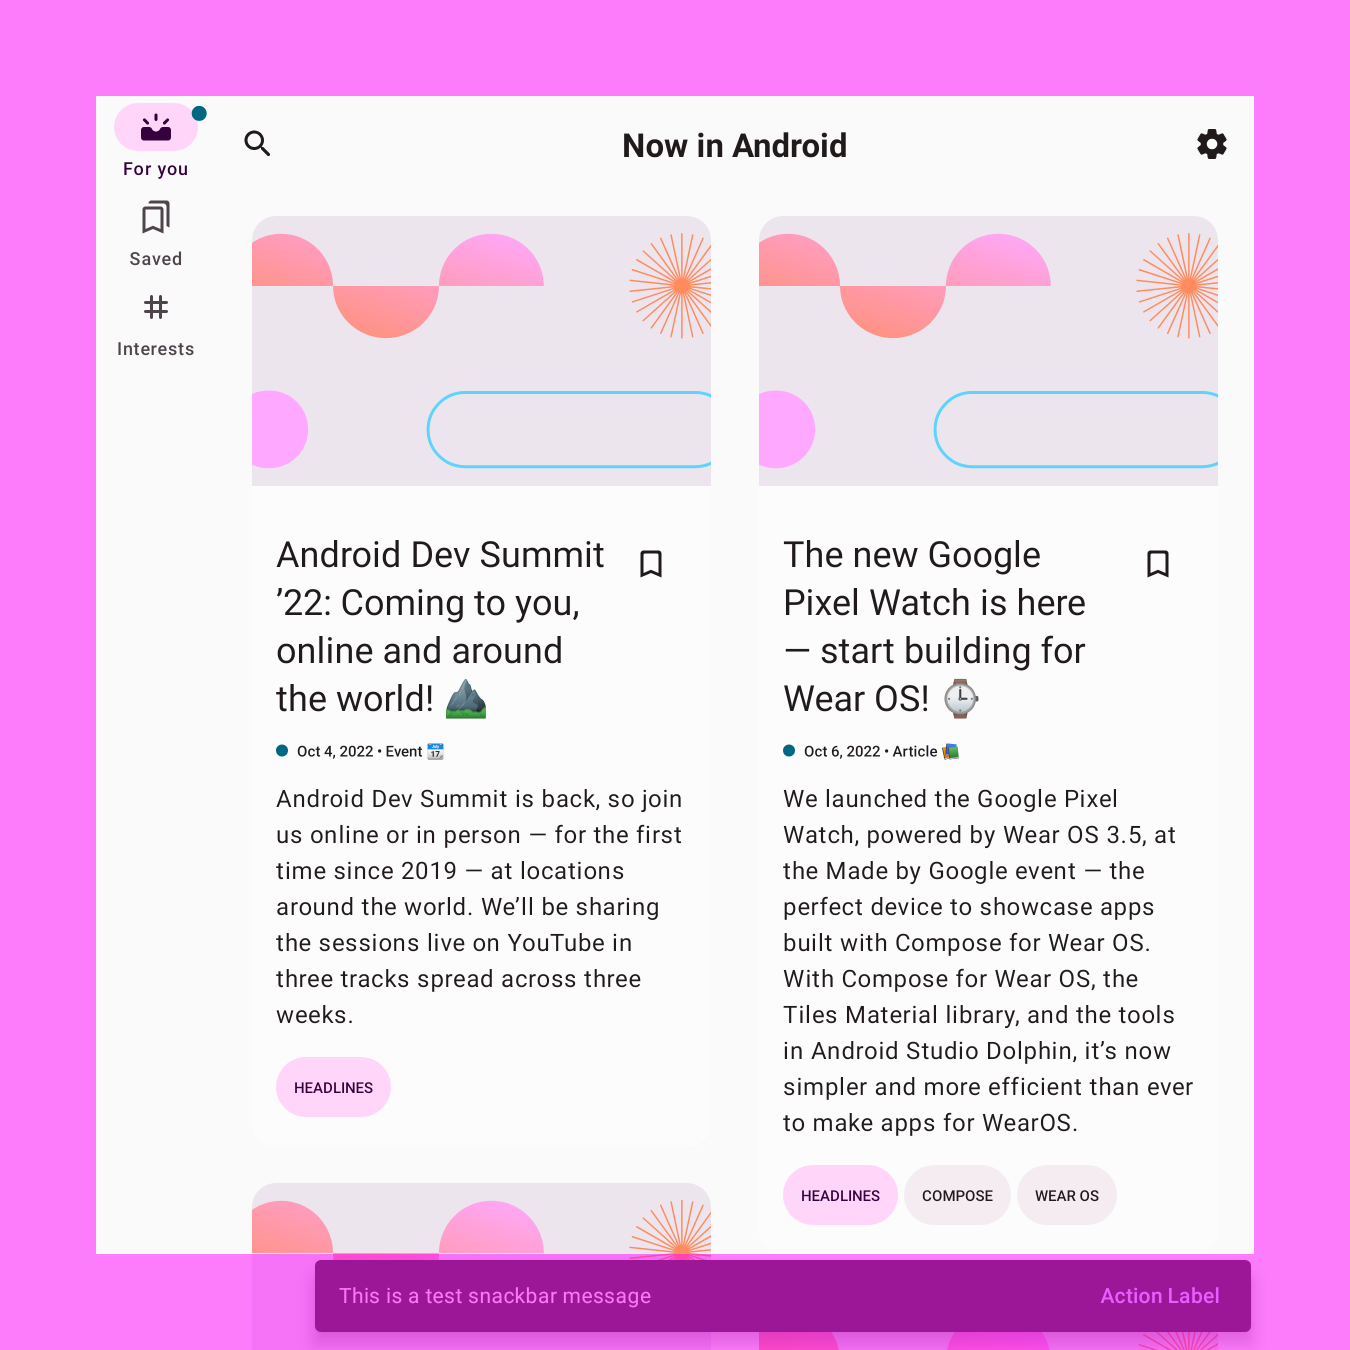 For you
Saved
Interests
Now in Android
Android Dev Summit
’22: Coming to you,
online and around
the world! ⛰️
Oct 4, 2022 • Event 📆
Android Dev Summit is back, so join
us online or in person — for the first
time since 2019 — at locations
around the world. We’ll be sharing
the sessions live on YouTube in
three tracks spread across three
weeks.
HEADLINES
The new Google
Pixel Watch is here
— start building for
Wear OS! ⌚
Oct 6, 2022 • Article 📚
We launched the Google Pixel
Watch, powered by Wear OS 3.5, at
the Made by Google event — the
perfect device to showcase apps
built with Compose for Wear OS.
With Compose for Wear OS, the
Tiles Material library, and the tools
in Android Studio Dolphin, it’s now
simpler and more efficient than ever
to make apps for WearOS.
HEADLINES COMPOSE WEAR OS
This is a test snackbar message Action Label